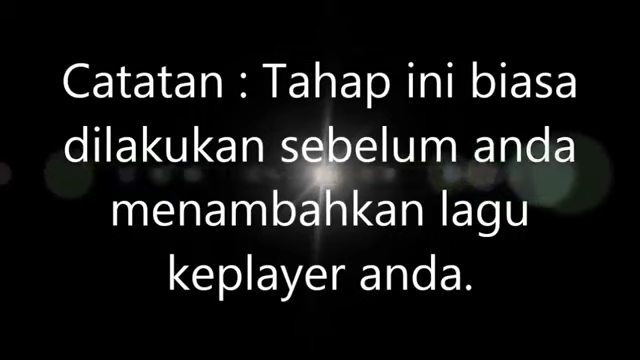 Catatan : Tahap ini biasa
dilakukan sebelum anda
menambahkan lagu
keplayer anda.